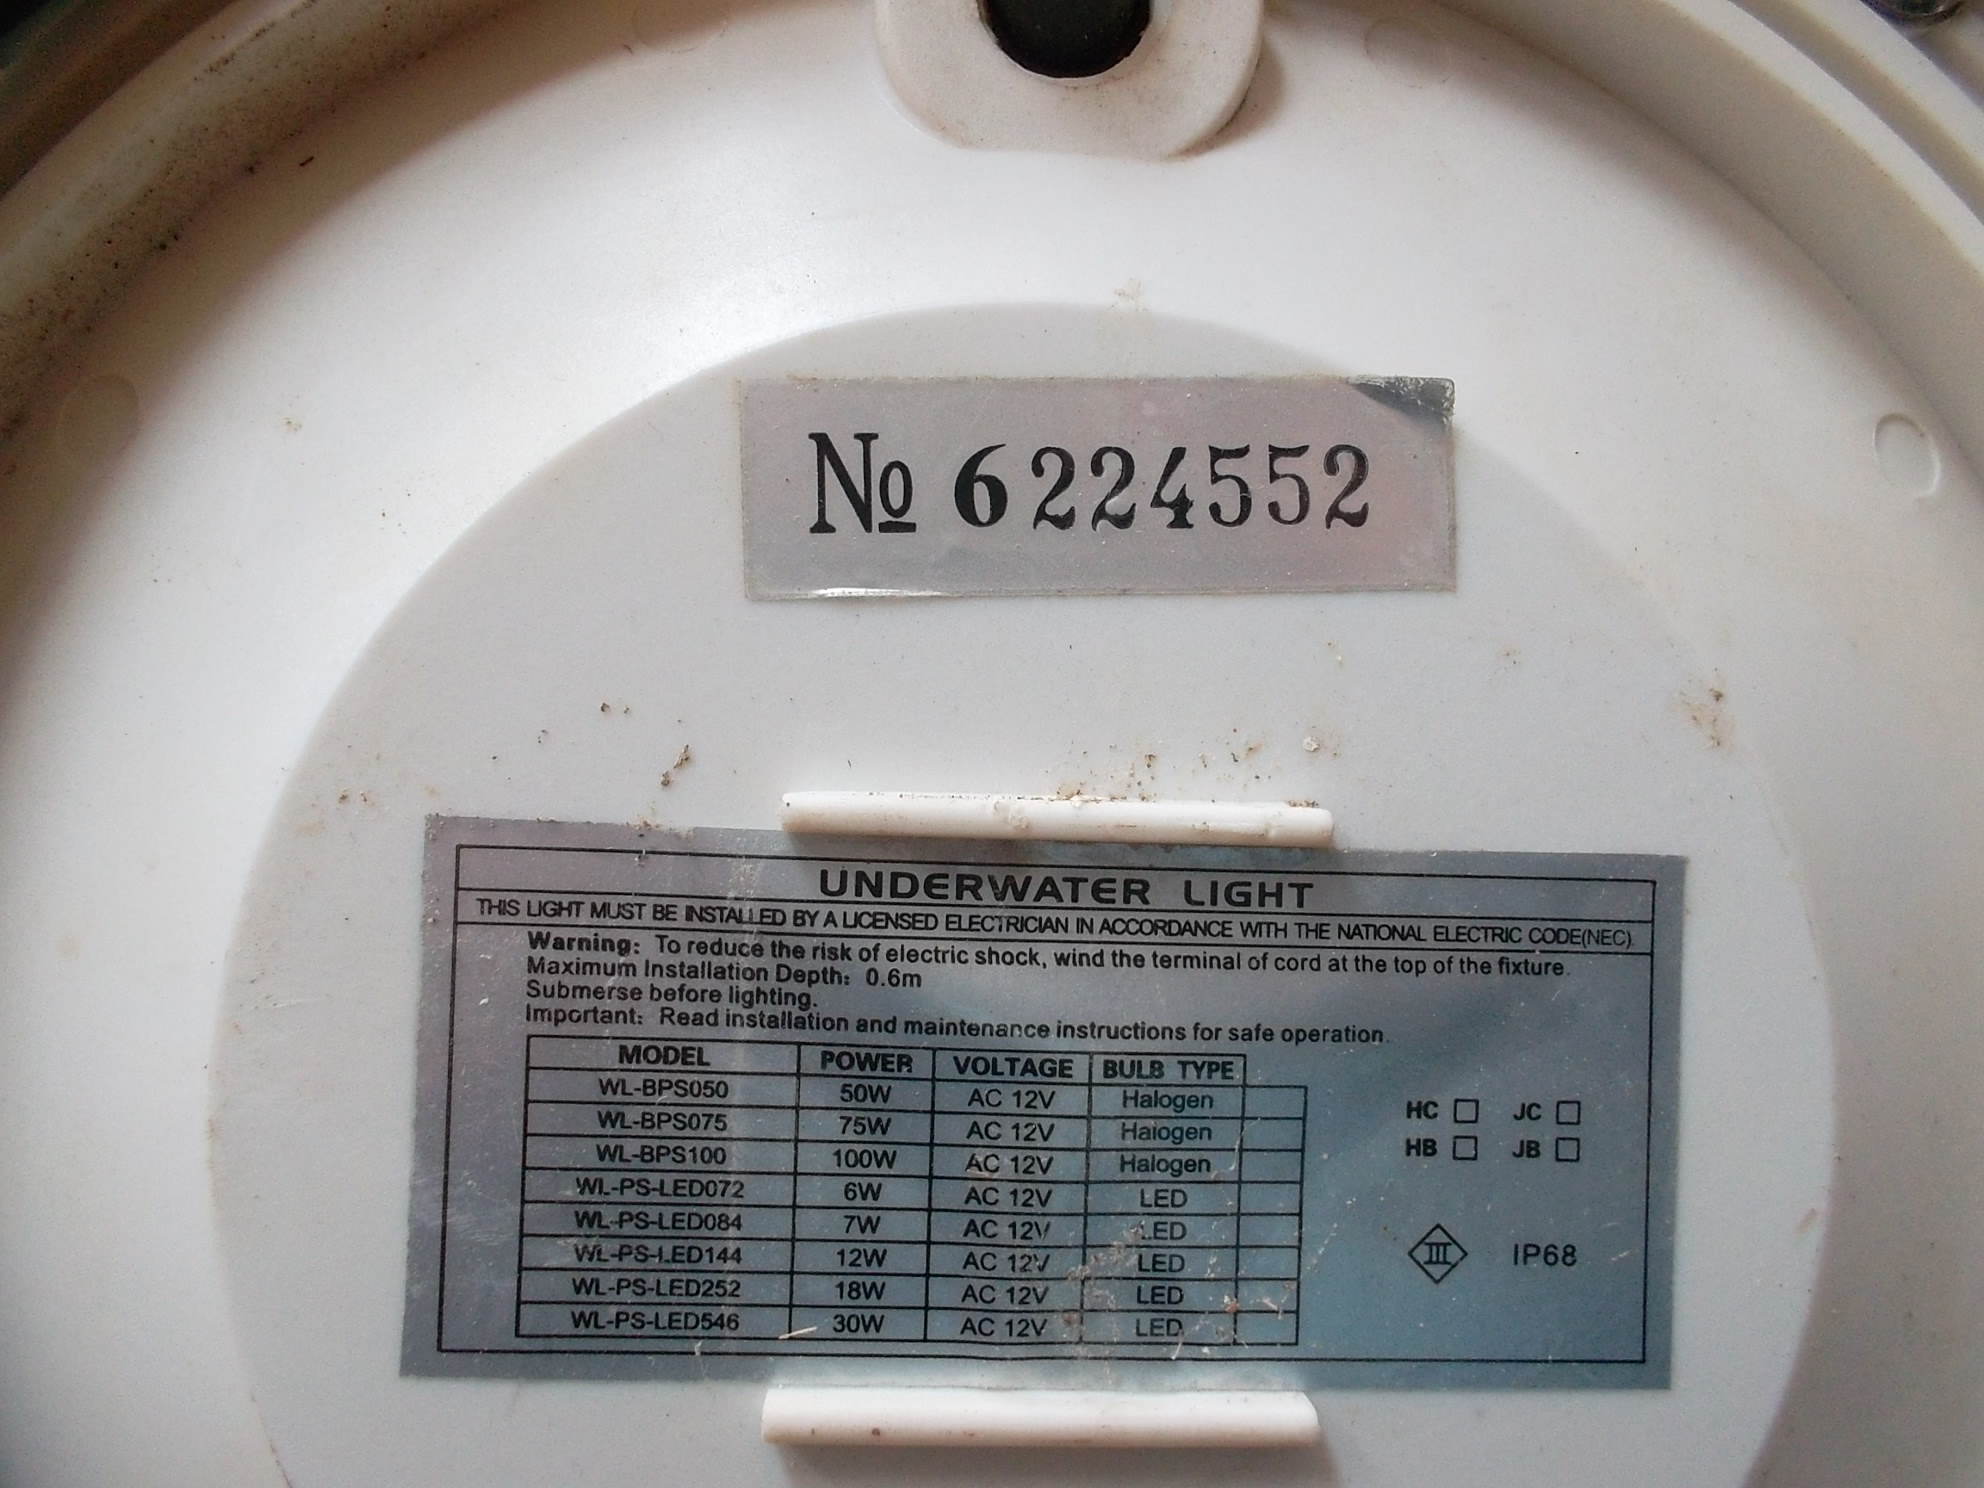 № 6224552
UNDERWATER LIGHT
THIS LIGHT MUST BE INSTALLED BY A LICENSED ELECTRICIAN IN ACCORDANCE WITH THE NATIONAL ELECTRIC CODE(NEC).
Warning: To reduce the risk of electric shock, wind the terminal of cord at the top of the fixture.
Maximum Installation Depth: 0.6m
Submerse before lighting.
Important: Read installation and maintenance instructions for safe operation.
MODEL POWER VOLTAGE BULB TYPE
WL-BPS050 50W AC 12V Halogen
WL-BPS075 75W AC 12V Halogen
WL-BPS100 100W AC 12V Halogen
WL-PS-LED072 6W AC 12V LED
WL-PS-LED084 7W AC 12V LED
WL-PS-LED144 12W AC 12V LED
WL-PS-LED252 18W AC 12V LED
WL-PS-LED546 30W AC 12V LED
HC □ JC □
HB □ JB □
III IP68